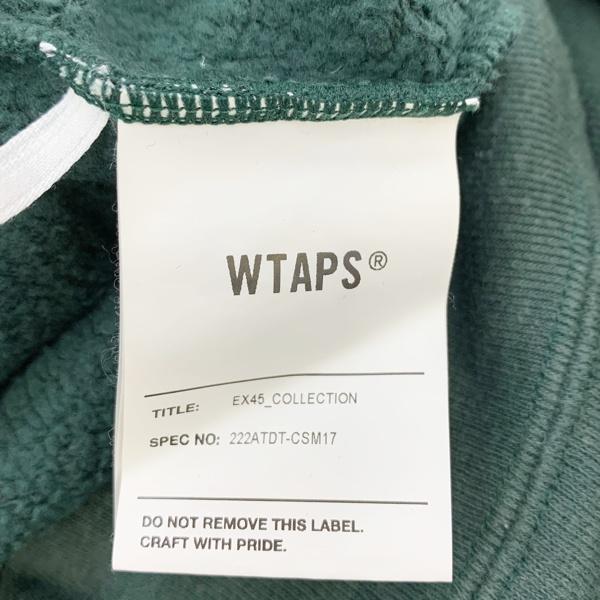 WTAPS®
TITLE: EX45_COLLECTION
SPEC NO: 222ATDT-CSM17
DO NOT REMOVE THIS LABEL.
CRAFT WITH PRIDE.